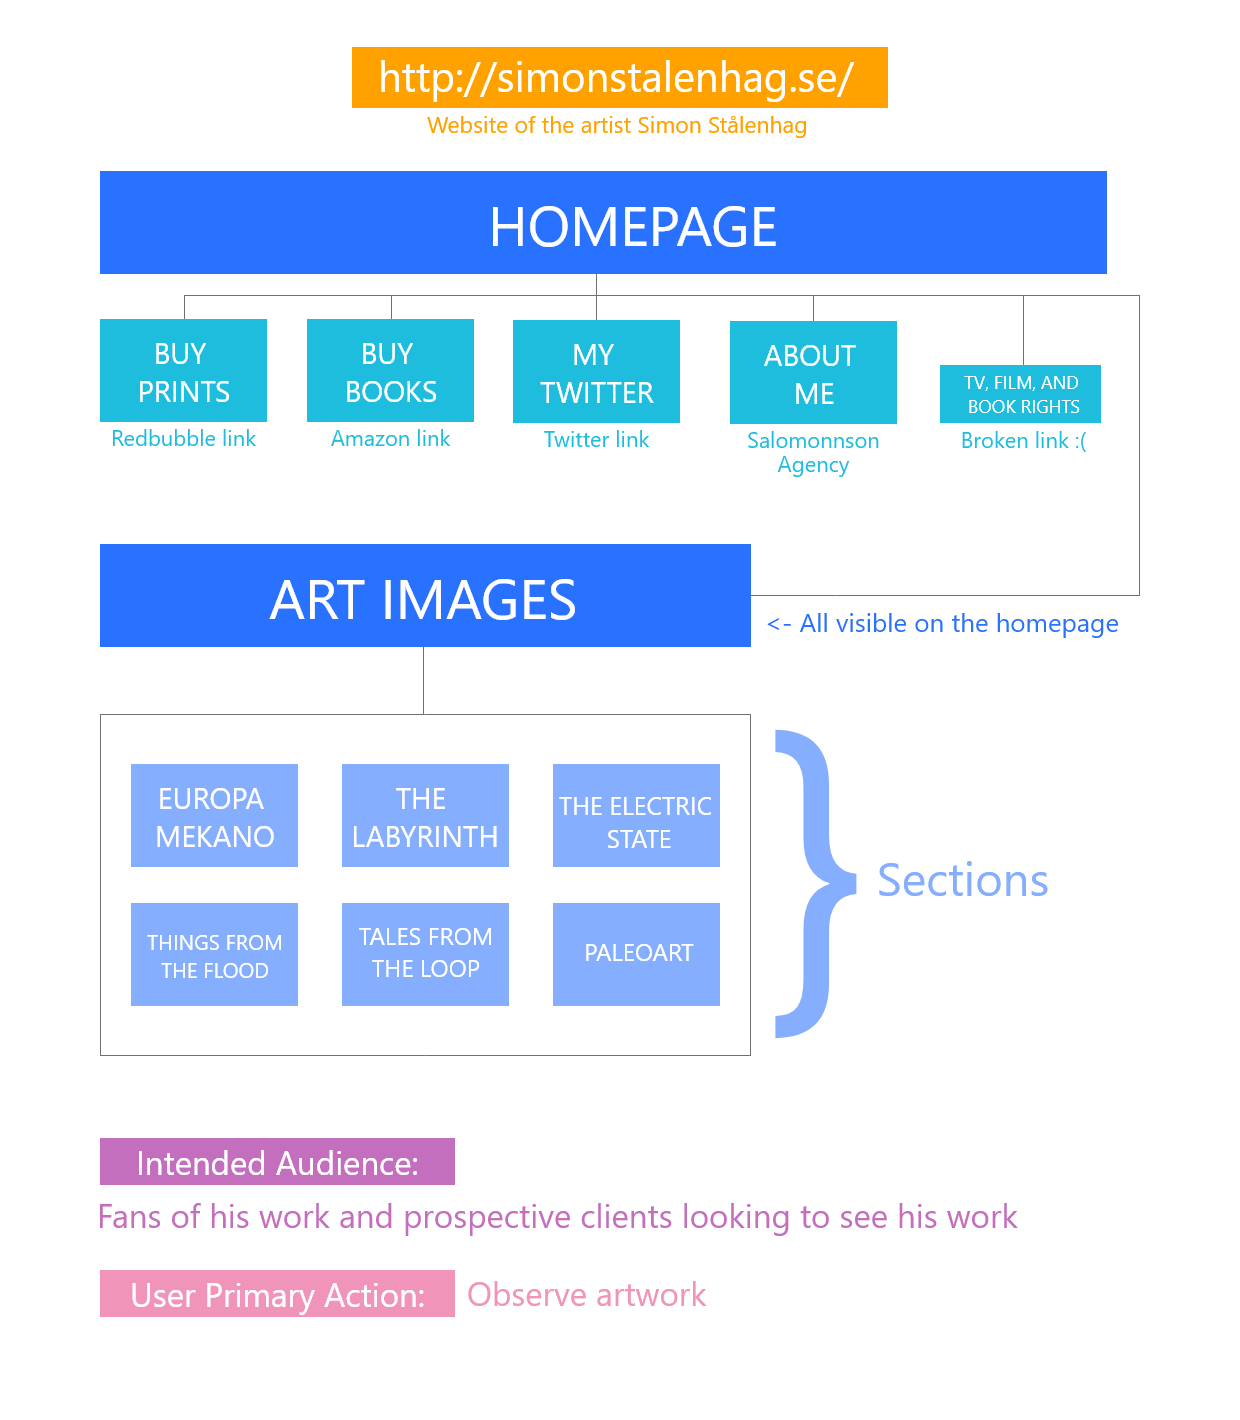 http://simonstalenhag.se/
Website of the artist Simon Stålenhag
HOMEPAGE
BUY
PRINTS
Redbubble link
BUY
BOOKS
Amazon link
MY
TWITTER
Twitter link
ABOUT
ME
Salomonnson
Agency
TV, FILM, AND
BOOK RIGHTS
Broken link :(
ART IMAGES
<- All visible on the homepage
EUROPA
MEKANO
THE
LABYRINTH
THE ELECTRIC
STATE
THINGS FROM
THE FLOOD
TALES FROM
THE LOOP
PALEOART
} Sections
Intended Audience:
Fans of his work and prospective clients looking to see his work
User Primary Action: Observe artwork